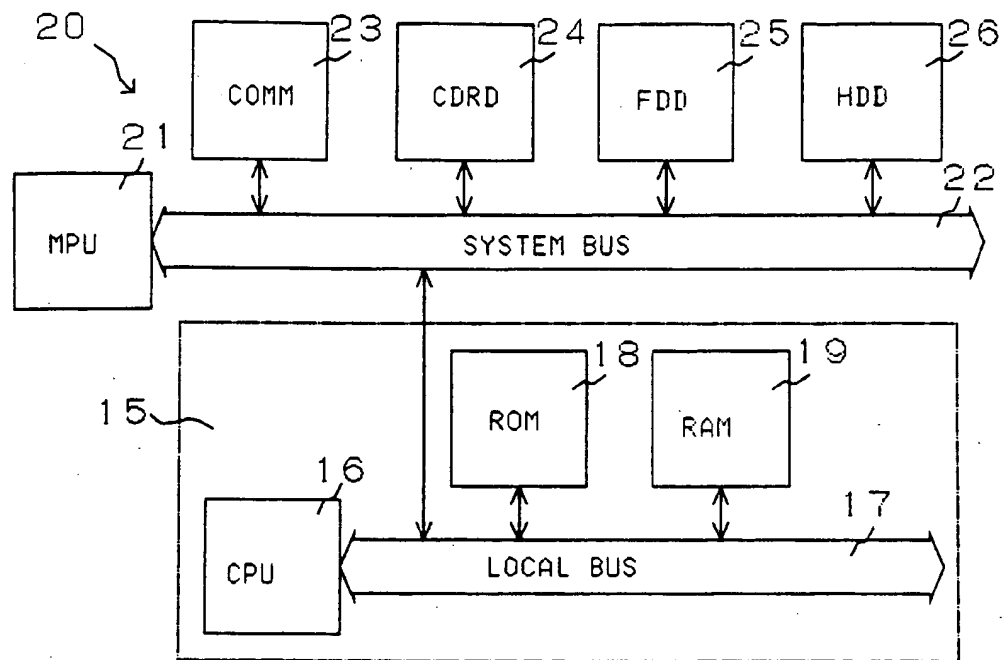 20
23
24
25
26
COMM
CDRD
FDD
HDD
21
22
MPU
SYSTEM BUS
18
19
15
ROM
RAM
16
17
CPU
LOCAL BUS